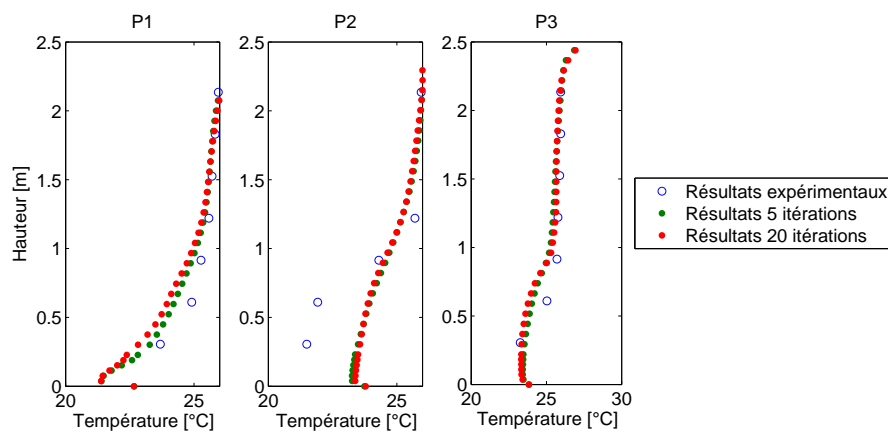 P1
P2
P3
2.5
2
1.5
1
0.5
0
20
25
Température [°C]
Hauteur [m]
2.5
2
1.5
1
0.5
0
20
25
Température [°C]
2.5
2
1.5
1
0.5
0
20
25
30
Température [°C]
Résultats expérimentaux
Résultats 5 itérations
Résultats 20 itérations